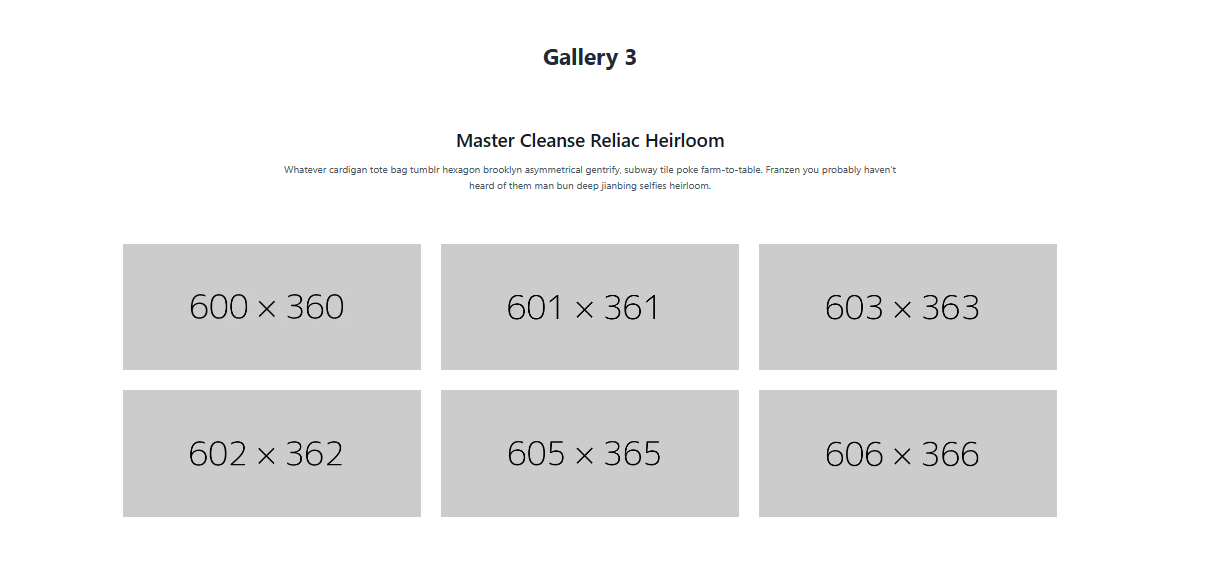 Gallery 3
Master Cleanse Reliac Heirloom
Whatever cardigan tote bag tumblr hexagon brooklyn asymmetrical gentrify, subway tile poke farm-to-table. Franzen you probably haven't
heard of them man bun deep jianbing selfies heirloom.
600 × 360
601 × 361
603 × 363
602 × 362
605 × 365
606 × 366